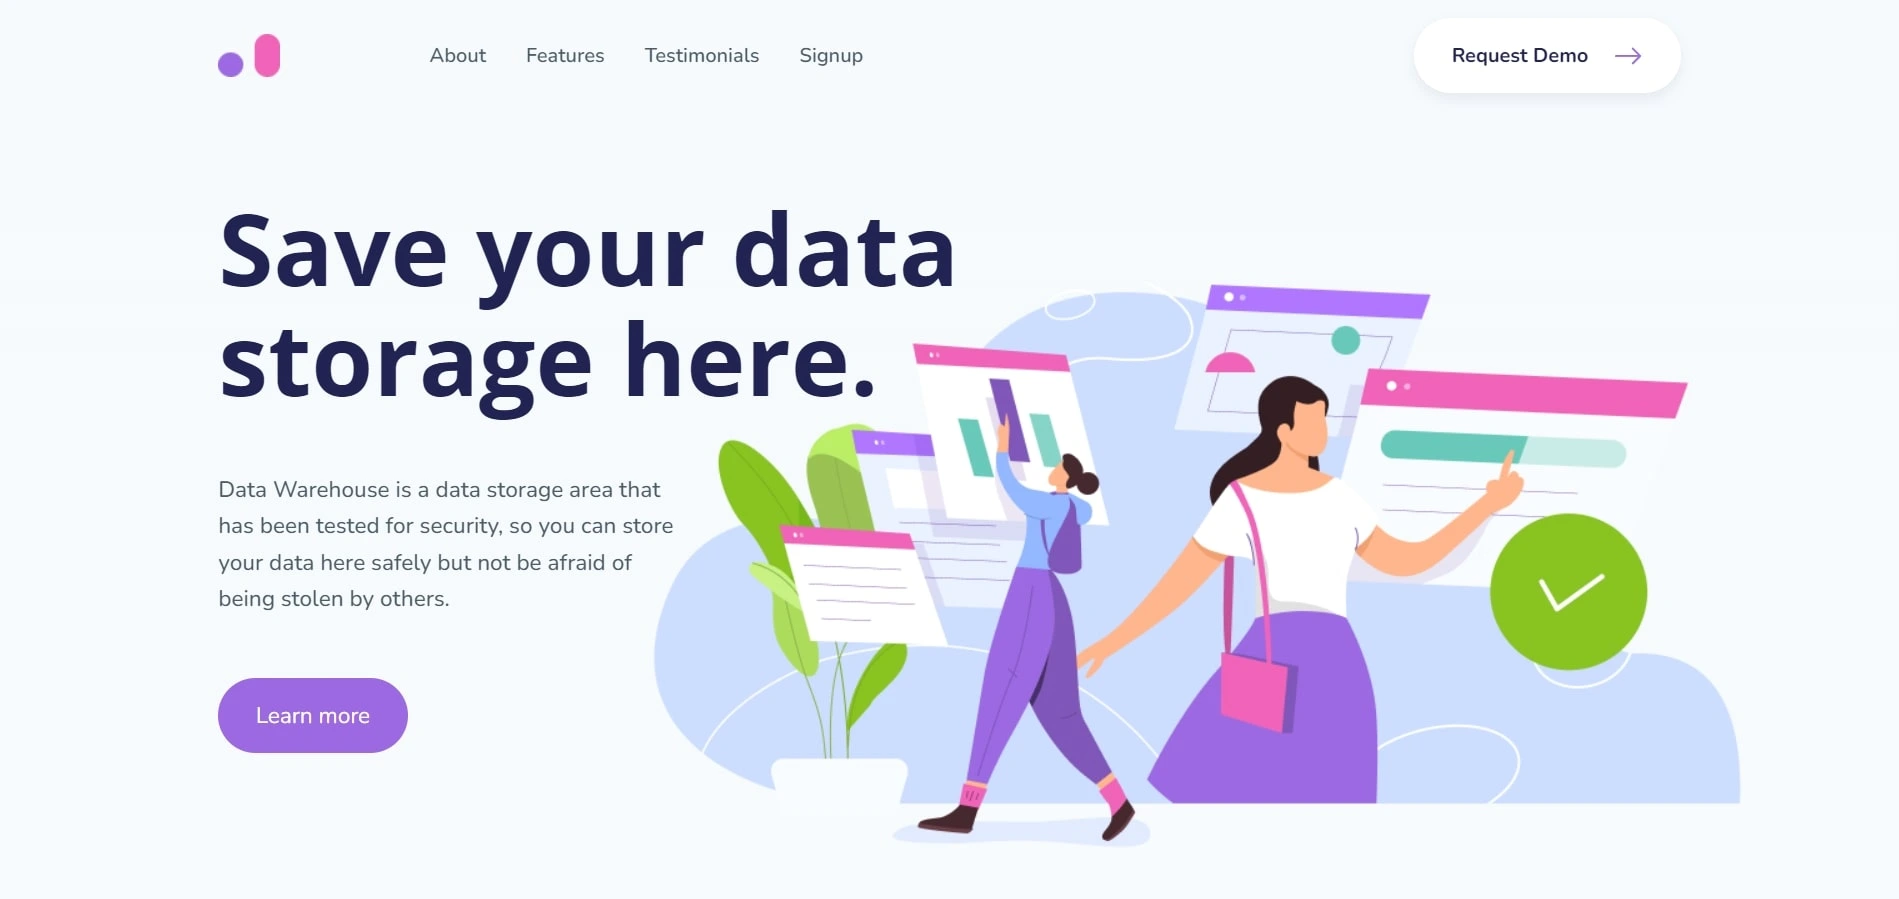 About
Features
Testimonials
Signup
Request Demo
Save your data
storage here.
Data Warehouse is a data storage area that
has been tested for security, so you can store
your data here safely but not be afraid of
being stolen by others.
Learn more